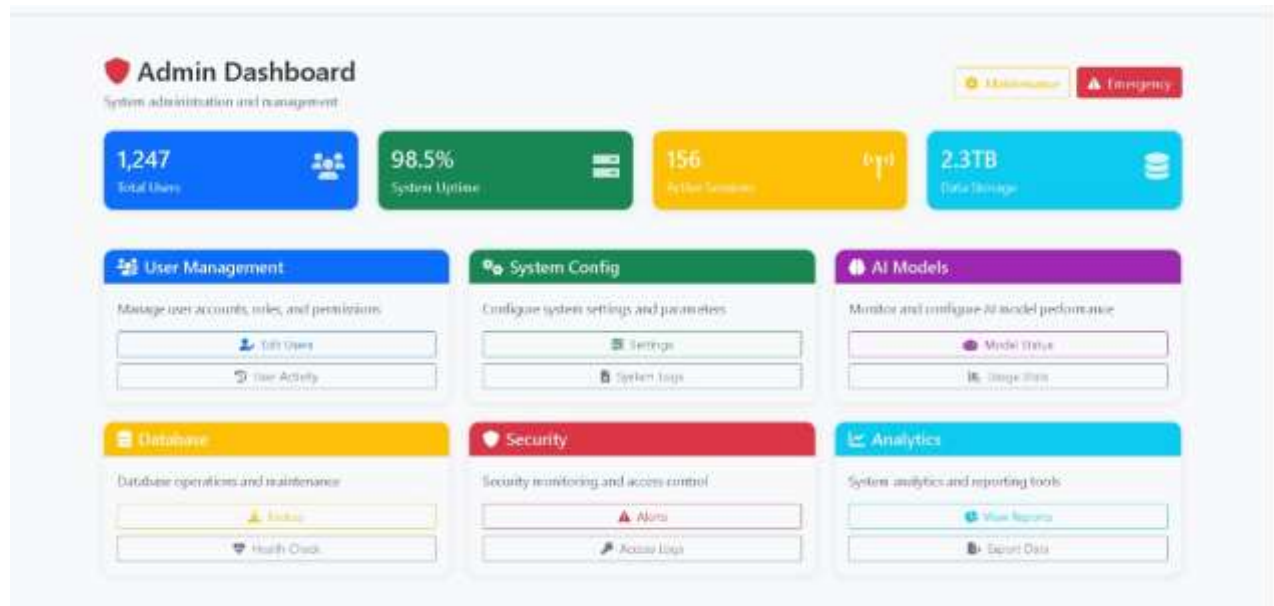 Admin Dashboard
System administration and management
Maintenance
Emergency
1,247
Total Users
98.5%
System Uptime
156
Active Sessions
2.3TB
Data Storage
User Management
Manage user accounts, roles, and permissions
Edit Users
User Activity
System Config
Configure system settings and parameters
Settings
System Logs
AI Models
Monitor and configure AI model performance
Model Status
Usage Stats
Database
Database operations and maintenance
Backup
Health Check
Security
Security monitoring and access control
Alerts
Access Logs
Analytics
System analytics and reporting tools
View Reports
Export Data